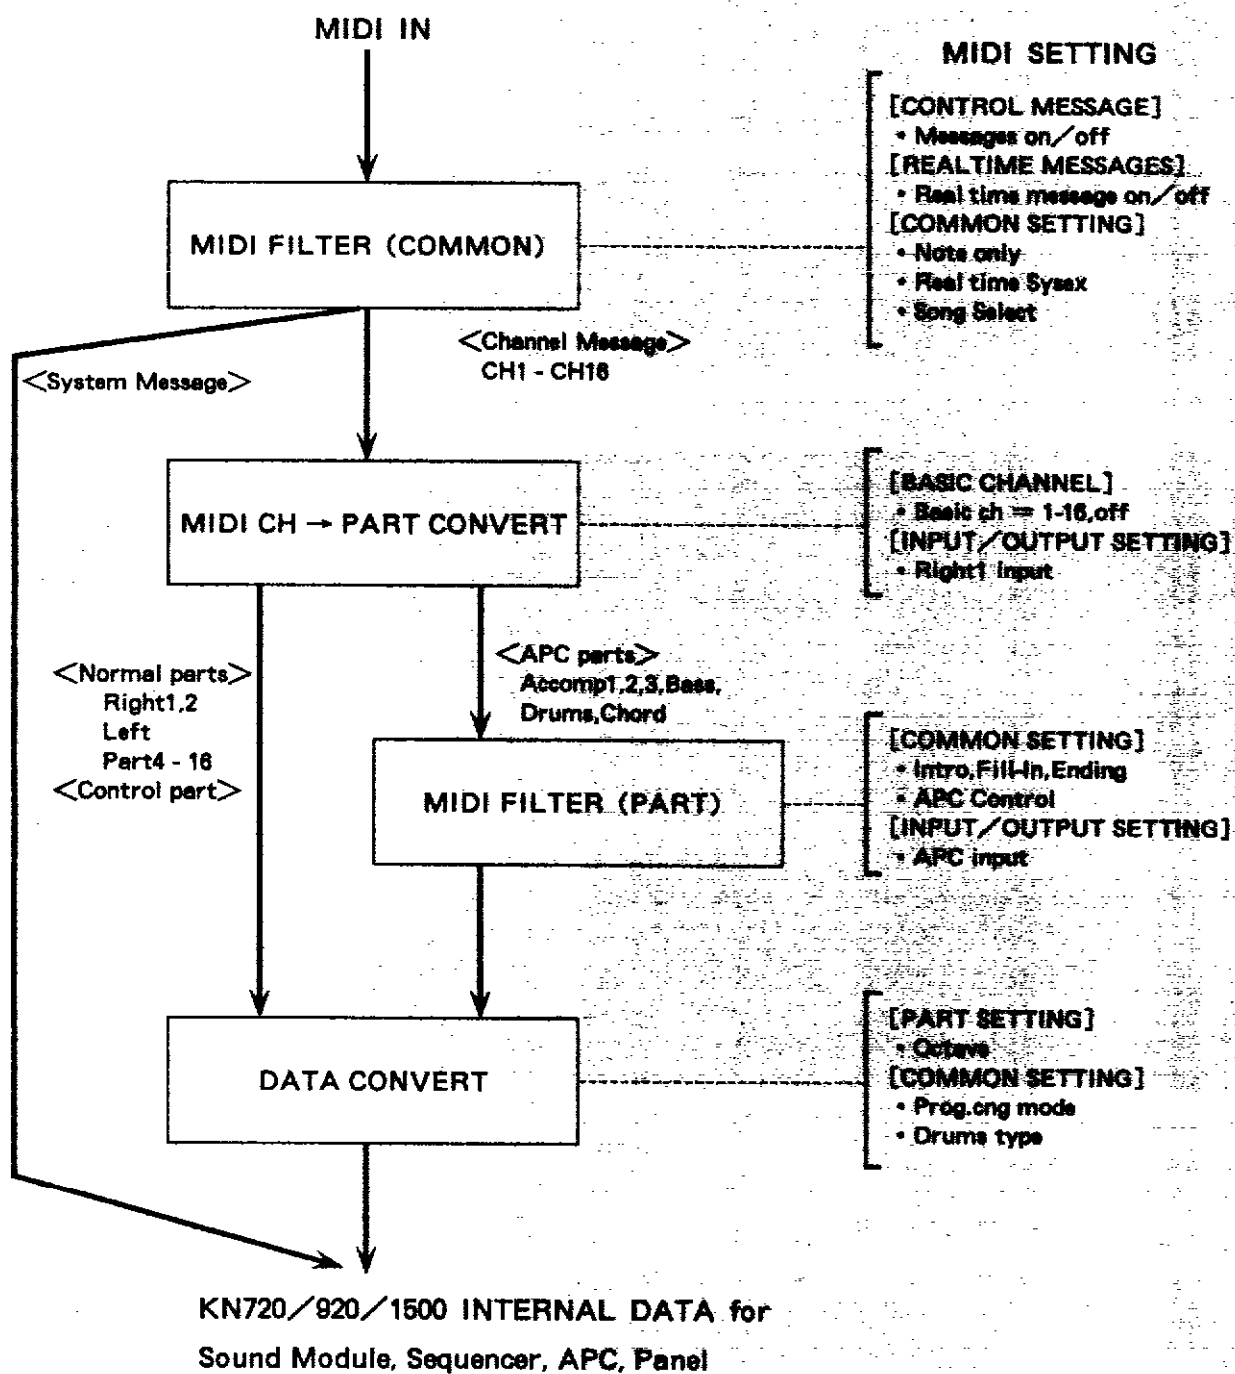 MIDI IN
MIDI SETTING
[CONTROL MESSAGE]
• Messages on/off
[REALTIME MESSAGES]
• Real time message on/off
[COMMON SETTING]
• Note only
• Real time Sysex
• Song Select
MIDI FILTER (COMMON)
<Channel Message>
CH1 - CH16
<System Message>
MIDI CH → PART CONVERT
[BASIC CHANNEL]
• Basic ch = 1-16,off
[INPUT/OUTPUT SETTING]
• Right1 input
<Normal parts>
Right1,2
Left
Part4 - 16
<Control part>
<APC parts>
Accomp1,2,3,Bass,
Drums,Chord
MIDI FILTER (PART)
[COMMON SETTING]
• Intro,Fill-In,Ending
• APC Control
[INPUT/OUTPUT SETTING]
• APC input
DATA CONVERT
[PART SETTING]
• Octave
[COMMON SETTING]
• Prog.cng mode
• Drums type
KN720/920/1500 INTERNAL DATA for
Sound Module, Sequencer, APC, Panel